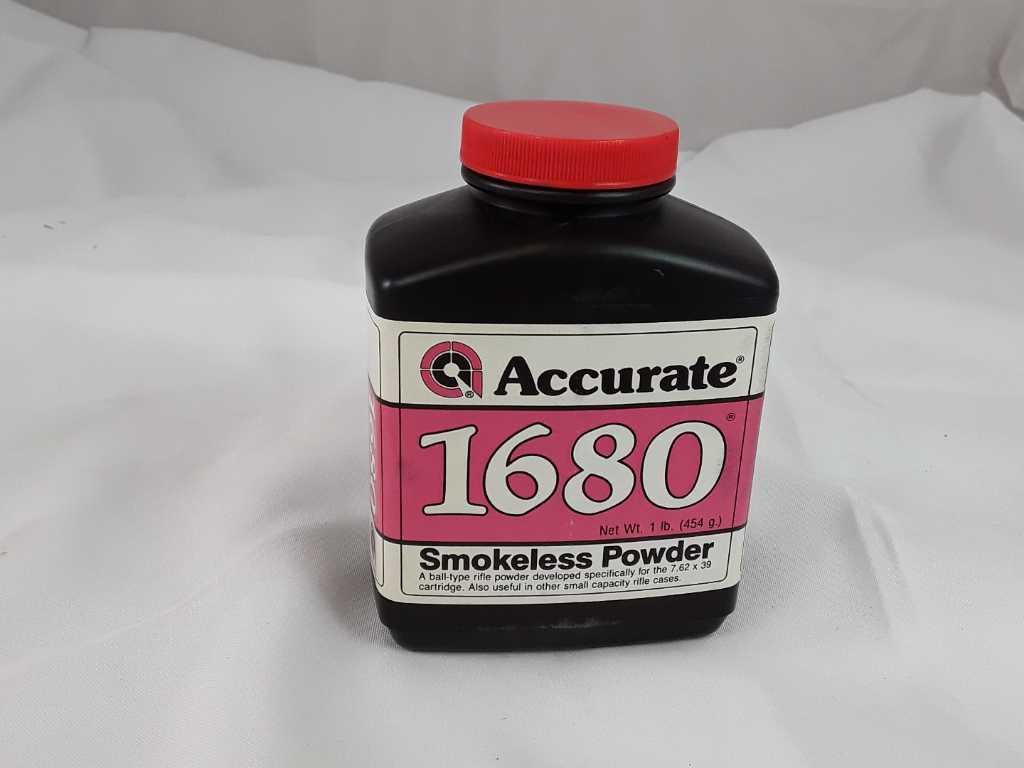 Accurate®
1680®
Net Wt. 1 lb. (454 g.)
Smokeless Powder
A ball-type rifle powder developed specifically for the 7.62 x 39
cartridge. Also useful in other small capacity rifle cases.